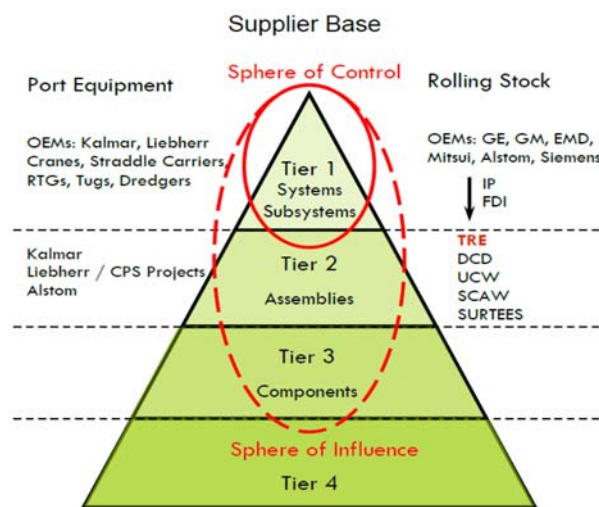 Supplier Base
Port Equipment
Sphere of Control
Rolling Stock
OEMs: Kalmar, Liebherr
Cranes, Straddle Carriers,
RTGs, Tugs, Dredgers
Tier 1
Systems
Subsystems
OEMs: GE, GM, EMD,
Mitsui, Alstom, Siemens
IP
FDI
Kalmar
Liebherr / CPS Projects
Alstom
Tier 2
Assemblies
TRE
DCD
UCW
SCAW
SURTEES
Tier 3
Components
Sphere of Influence
Tier 4